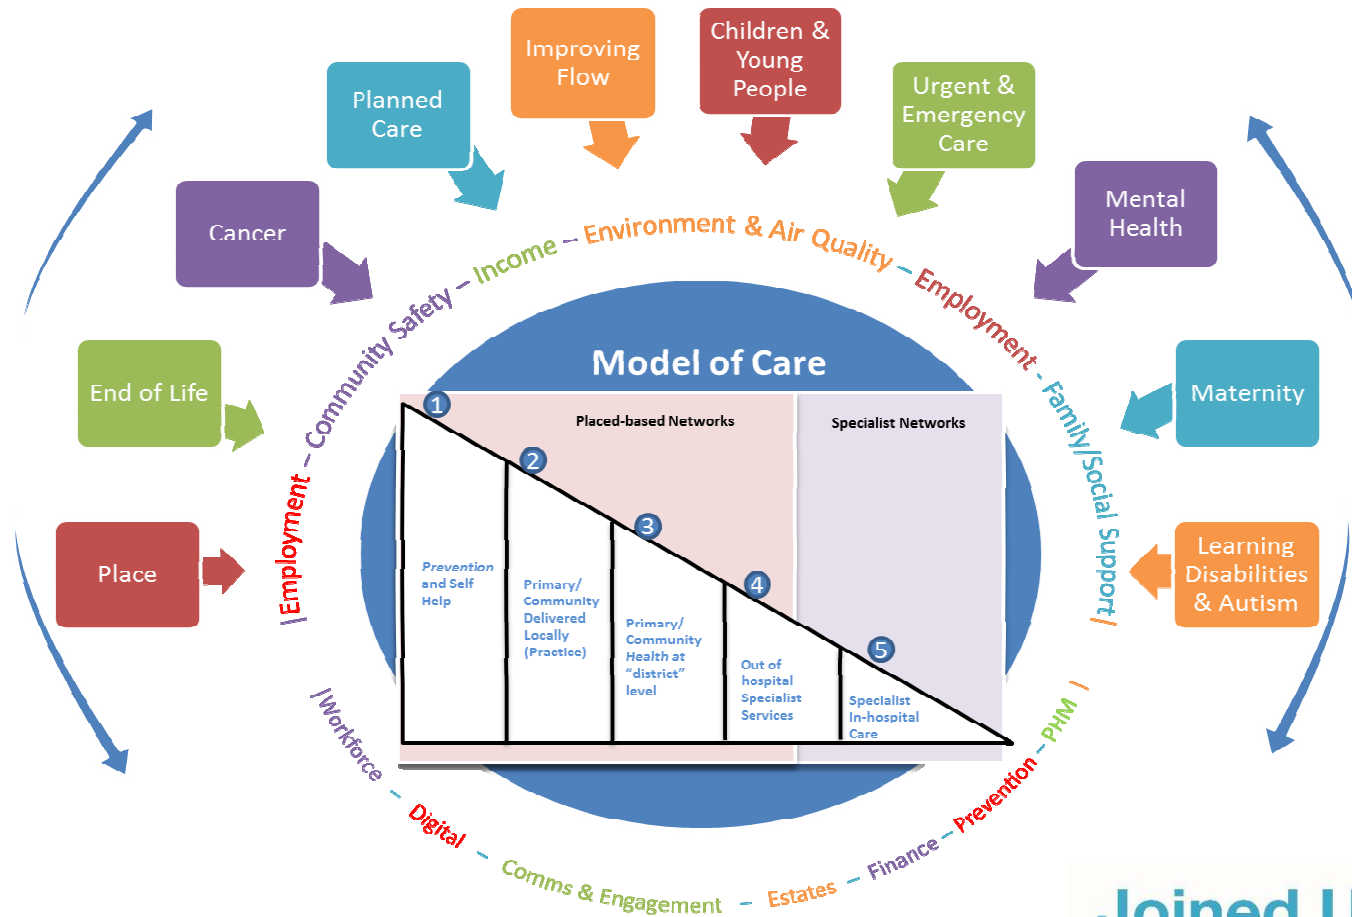 Improving
Flow
Children &
Young
People
Planned
Care
Urgent &
Emergency
Care
Cancer
Mental
Health
End of Life
Maternity
Place
Learning
Disabilities
& Autism
|Employment – Community Safety – Income – Environment & Air Quality – Employment - Family/Social Support|
Model of Care
Placed-based Networks
Specialist Networks
1
2
3
4
5
Prevention
and Self
Help
Primary/
Community
Delivered
Locally
(Practice)
Primary/
Community
Health at
"district"
level
Out of
hospital
Specialist
Services
Specialist
In-hospital
Care
|Workforce – Digital – Comms & Engagement – Estates – Finance – Prevention – PHM |
Joined